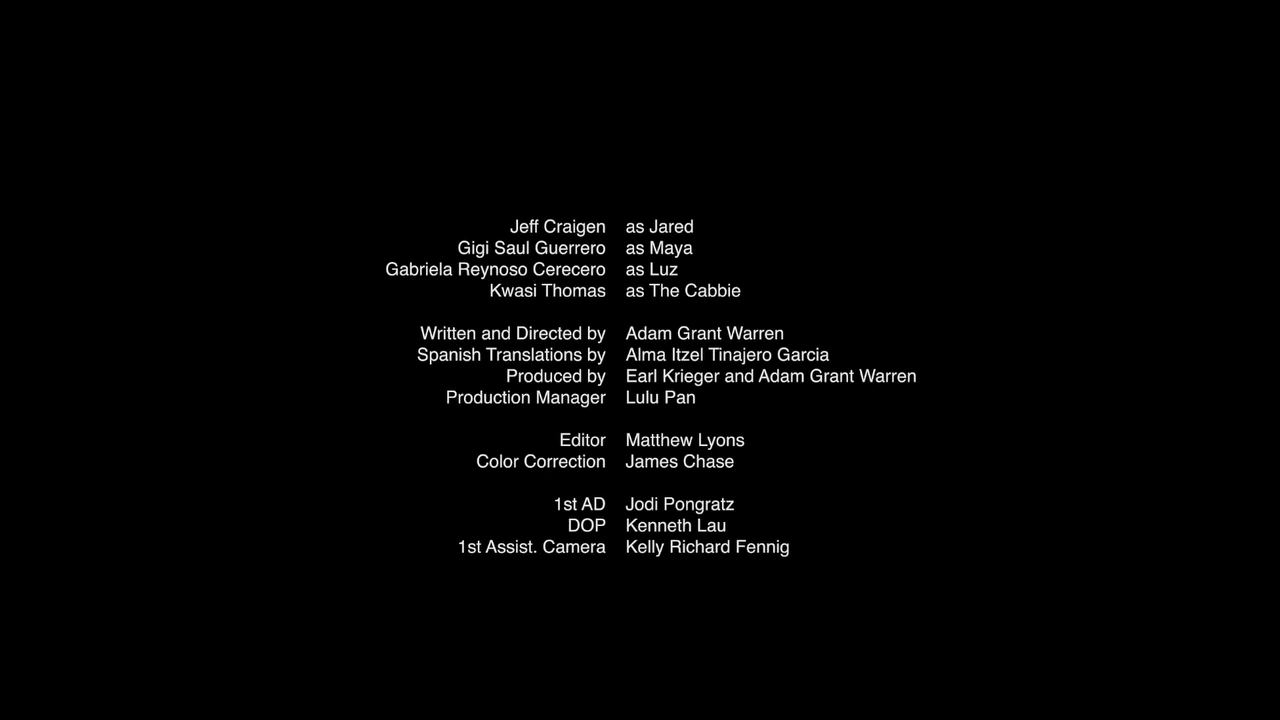 Jeff Craigen as Jared
Gigi Saul Guerrero as Maya
Gabriela Reynoso Cerecero as Luz
Kwasi Thomas as The Cabbie
Written and Directed by Adam Grant Warren
Spanish Translations by Alma Itzel Tinajero Garcia
Produced by Earl Krieger and Adam Grant Warren
Production Manager Lulu Pan
Editor Matthew Lyons
Color Correction James Chase
1st AD Jodi Pongratz
DOP Kenneth Lau
1st Assist. Camera Kelly Richard Fennig